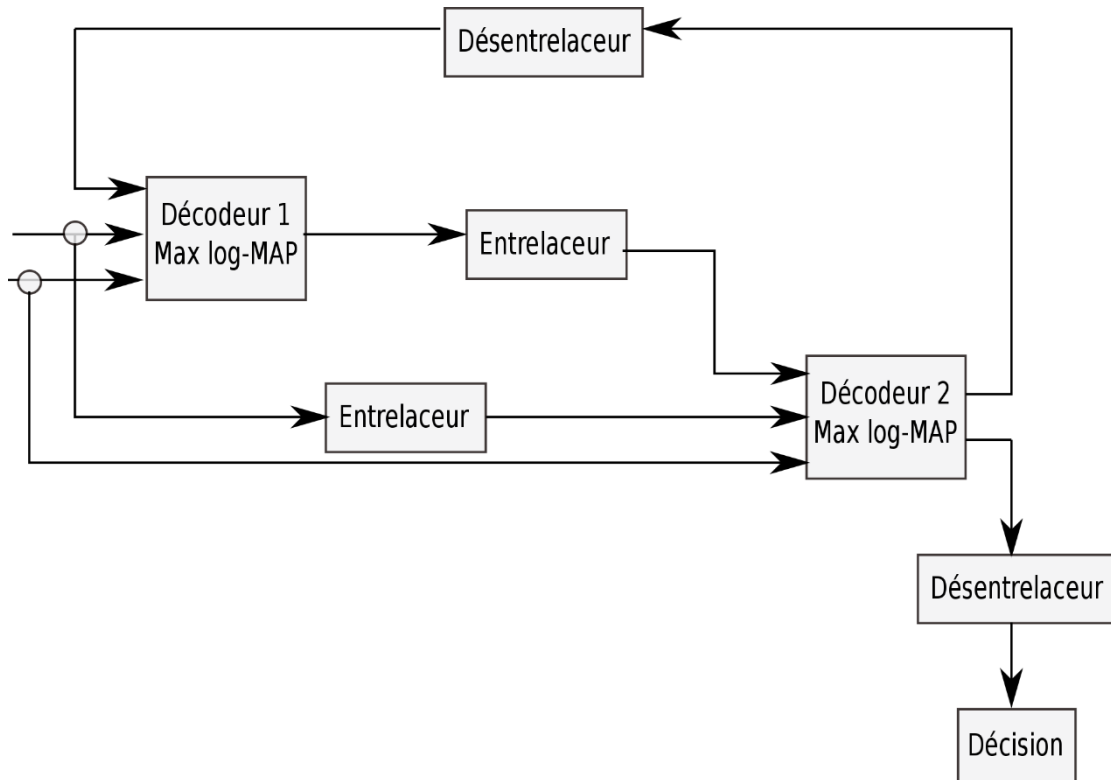 Désentrelaceur
Décodeur 1
Max log-MAP
Entrelaceur
Entrelaceur
Décodeur 2
Max log-MAP
Désentrelaceur
Décision